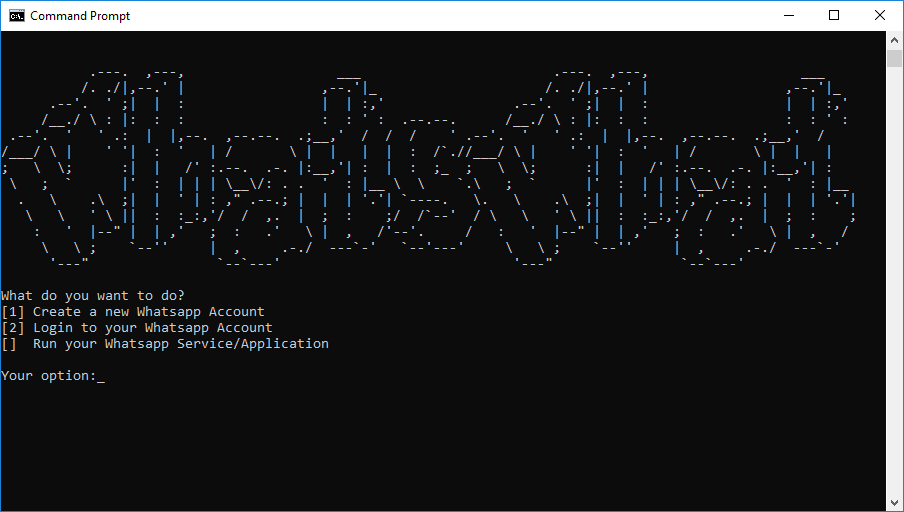 Command Prompt
What do you want to do?
[1] Create a new Whatsapp Account
[2] Login to your Whatsapp Account
[]  Run your Whatsapp Service/Application
Your option:_